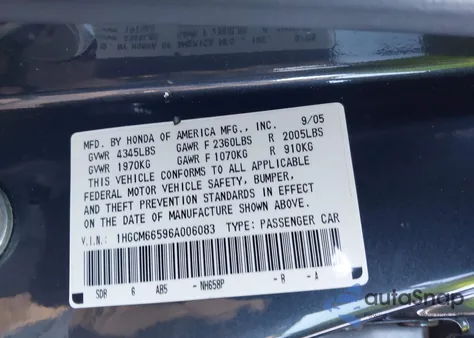 MFD. BY HONDA OF AMERICA MFG., INC. 9/05
GVWR 4345LBS GAWR F 2360LBS R 2005LBS
GVWR 1970KG GAWR F 1070KG R 910KG
THIS VEHICLE CONFORMS TO ALL APPLICABLE
FEDERAL MOTOR VEHICLE SAFETY, BUMPER,
AND THEFT PREVENTION STANDARDS IN EFFECT
ON THE DATE OF MANUFACTURE SHOWN ABOVE.
V.I.N.: 1HGCM66596A006083 TYPE: PASSENGER CAR
SDR 6 AB5 -NH658P -B -A
autoSnap